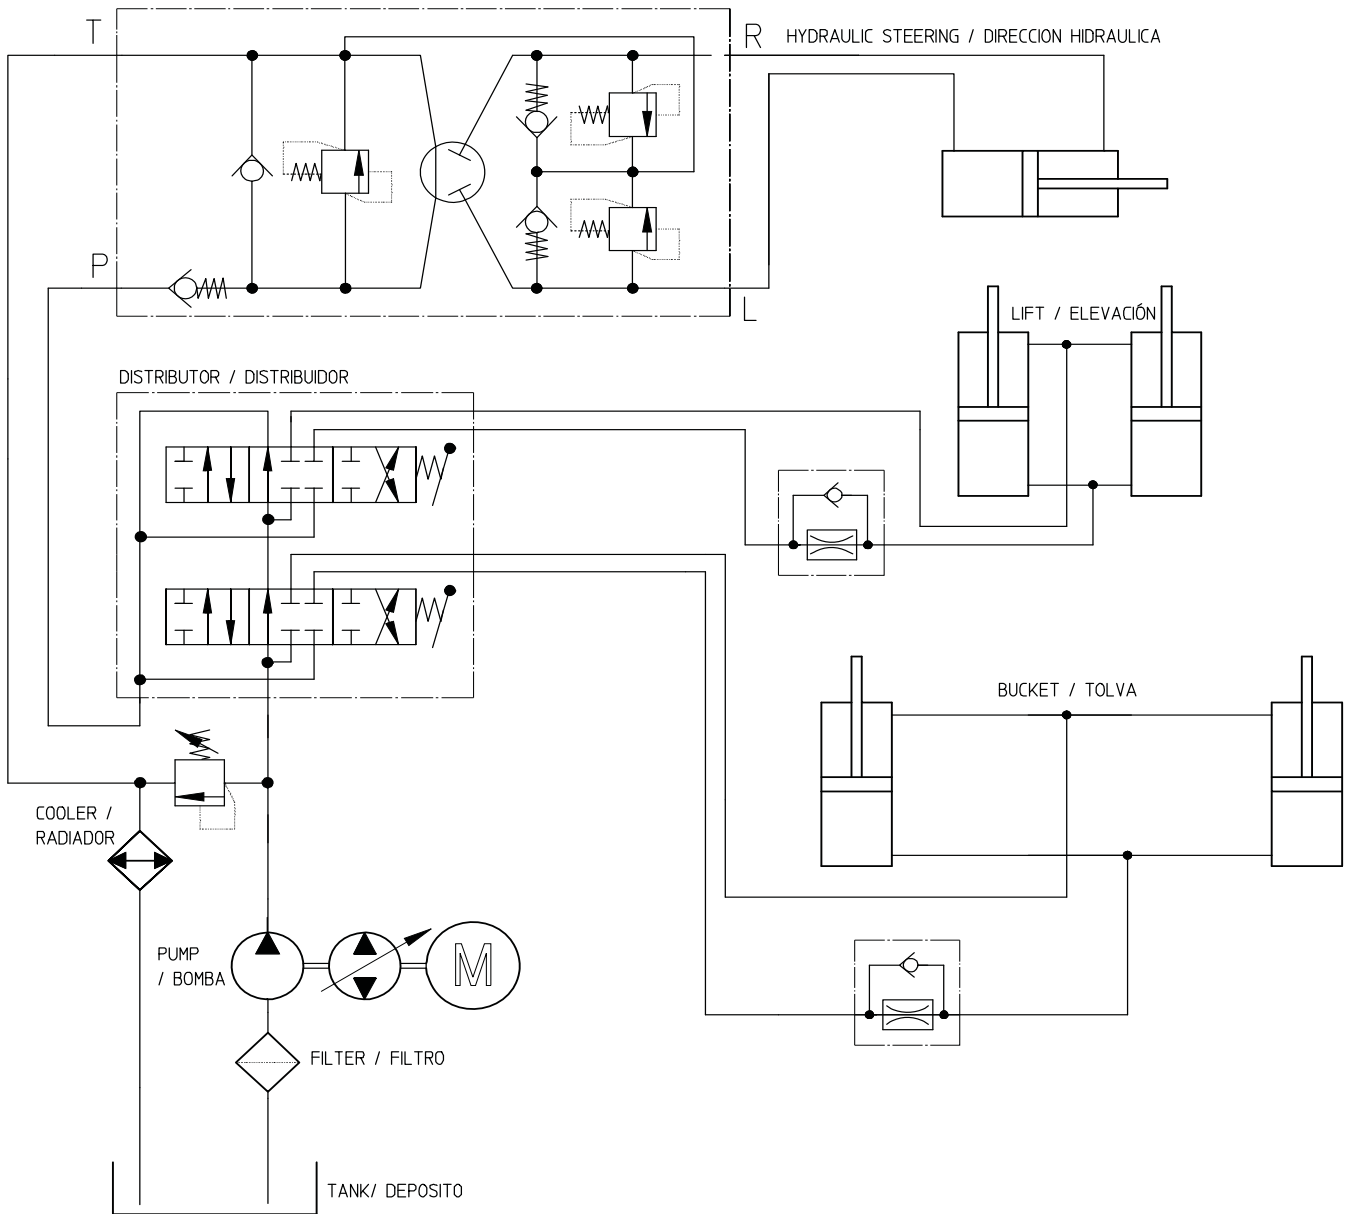 T
R
HYDRAULIC STEERING / DIRECCION HIDRAULICA
P
L
LIFT / ELEVACIÓN
DISTRIBUTOR / DISTRIBUIDOR
BUCKET / TOLVA
COOLER /
RADIADOR
PUMP
/ BOMBA
M
FILTER / FILTRO
TANK/ DEPOSITO